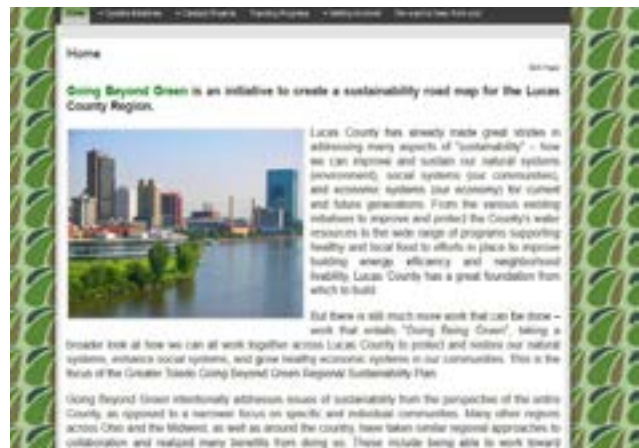 Home
Going Beyond Green is an initiative to create a sustainability road map for the Lucas
County Region.
Lucas County has already made great strides in
addressing many aspects of "sustainability" – how
we can improve and sustain our natural systems
(environment), social systems (our communities),
and economic systems (our economy) for current
and future generations. From the various existing
initiatives to improve and protect the County's water
resources to the wide range of programs supporting
healthy and local food to efforts in place to improve
building energy efficiency and neighborhood
livability, Lucas County has a great foundation from
which to build.
But there is still much more work that can be done –
work that entails "Going Being Green", taking a
broader look at how we can all work together across Lucas County to protect and restore our natural
systems, enhance social systems, and grow healthy economic systems in our communities. This is the
focus of the Greater Toledo Going Beyond Green Regional Sustainability Plan.
Going Beyond Green intentionally addresses issues of sustainability from the perspective of the entire
County, as opposed to a narrower focus on specific and individual communities. Many other regions
across Ohio and the Midwest, as well as around the country, have taken similar regional approaches to
collaboration and realized many benefits from doing so. These include being able to work toward